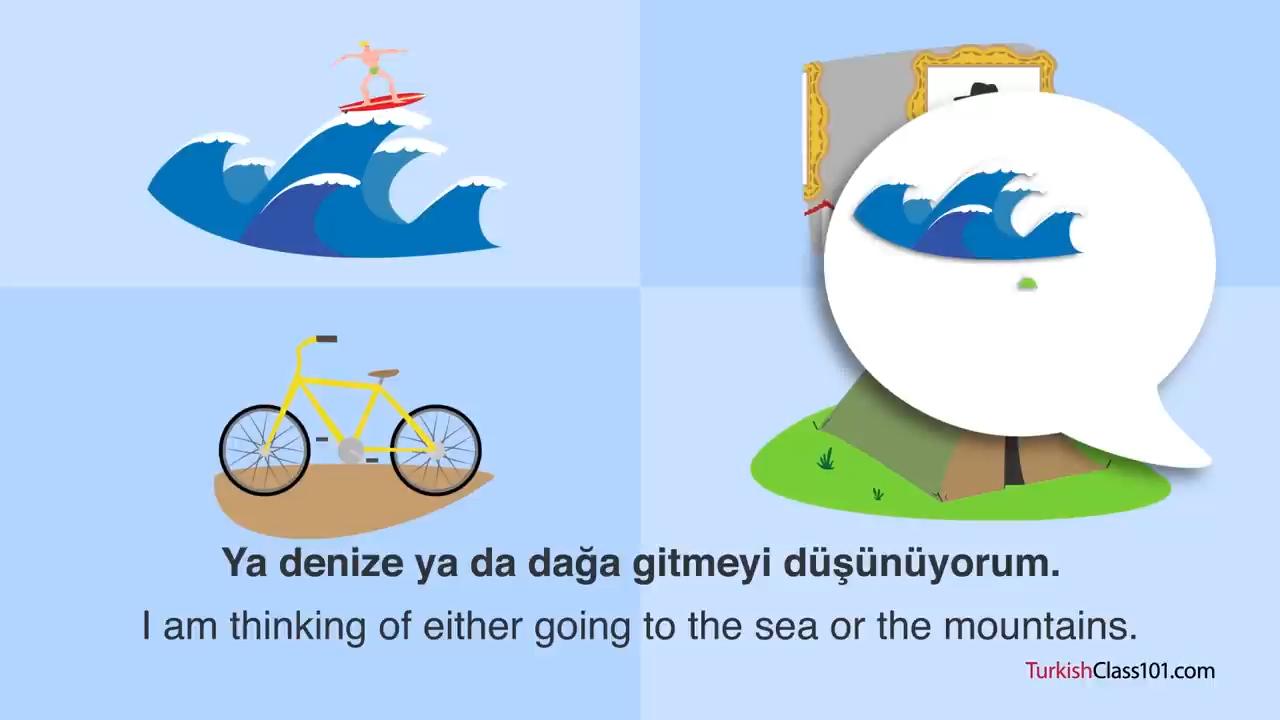 Ya denize ya da dağa gitmeyi düşünüyorum.
I am thinking of either going to the sea or the mountains.
TurkishClass101.com